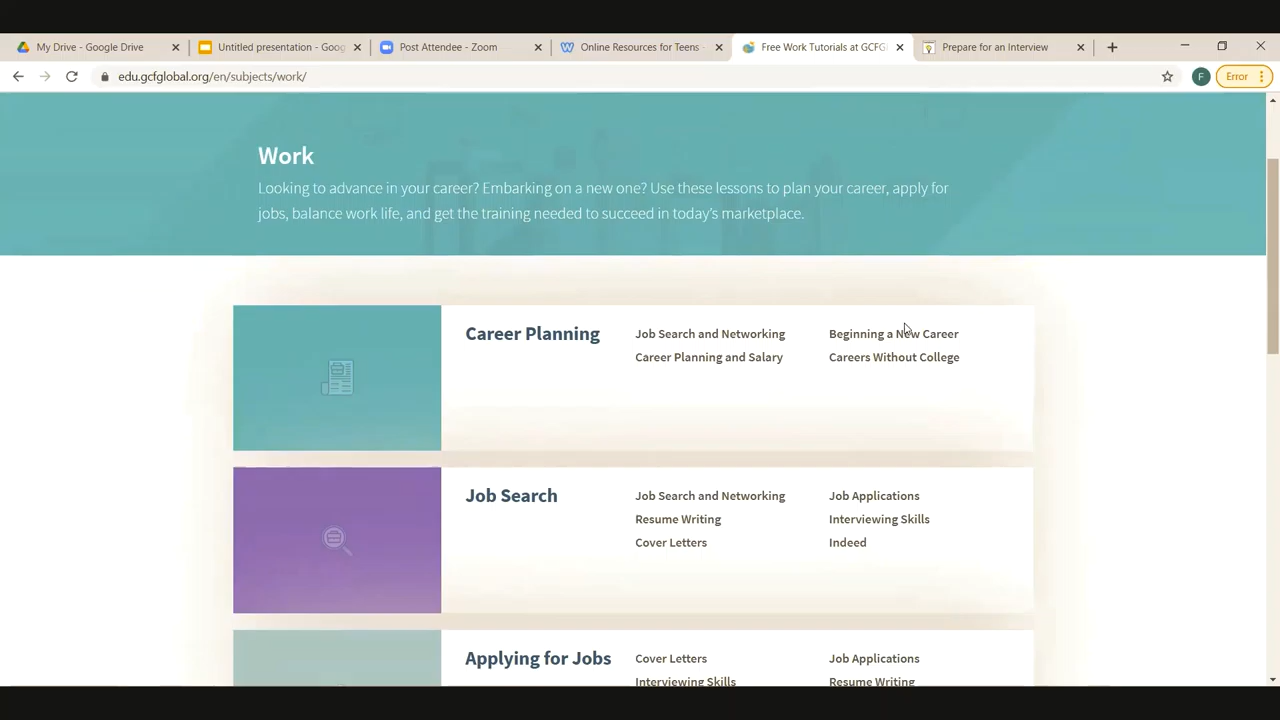 My Drive - Google Drive
Untitled presentation - Goog
Post Attendee - Zoom
Online Resources for Teens -
Free Work Tutorials at GCFG
Prepare for an Interview
edu.gcfglobal.org/en/subjects/work/
F
Error
Work
Looking to advance in your career? Embarking on a new one? Use these lessons to plan your career, apply for
jobs, balance work life, and get the training needed to succeed in today's marketplace.
Career Planning
Job Search and Networking
Beginning a New Career
Career Planning and Salary
Careers Without College
Job Search
Job Search and Networking
Job Applications
Resume Writing
Interviewing Skills
Cover Letters
Indeed
Applying for Jobs
Cover Letters
Job Applications
Interviewing Skills
Resume Writing